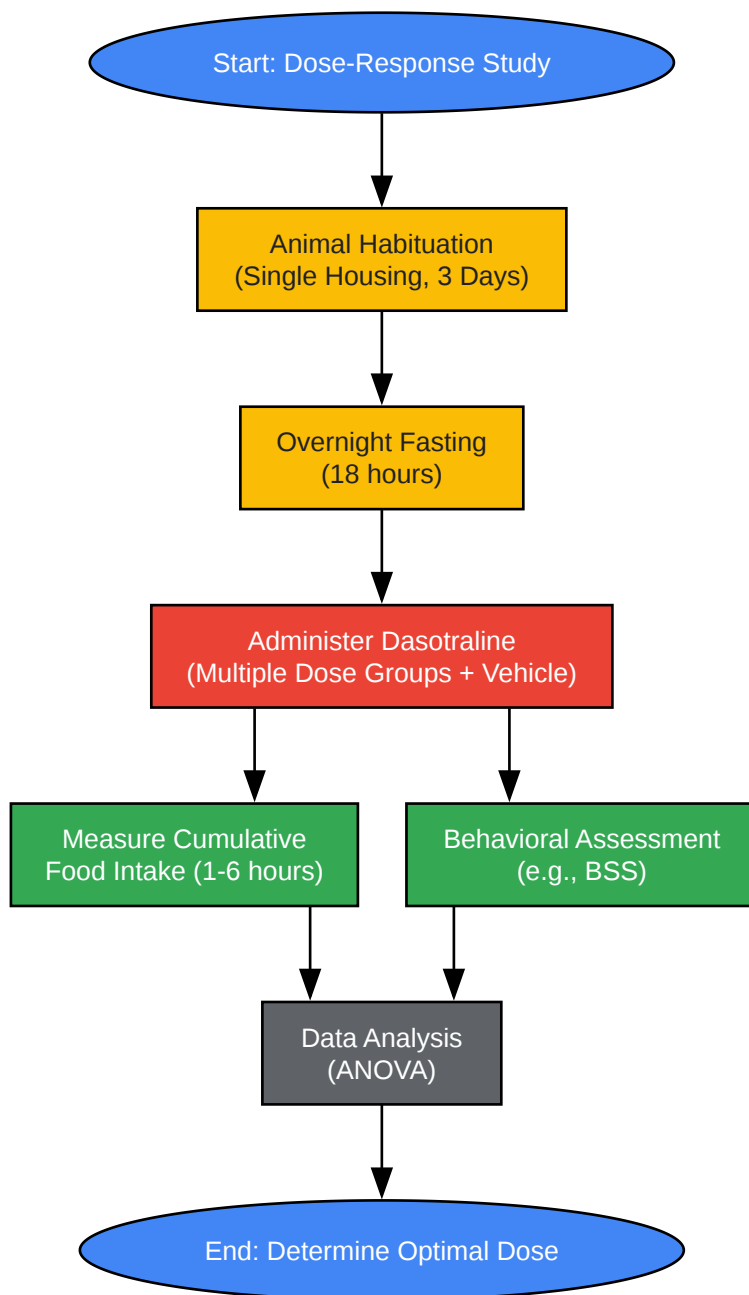 Start: Dose-Response Study
Animal Habituation
(Single Housing, 3 Days)
Overnight Fasting
(18 hours)
Administer Dasotraline
(Multiple Dose Groups + Vehicle)
Measure Cumulative
Food Intake (1-6 hours)
Behavioral Assessment
(e.g., BSS)
Data Analysis
(ANOVA)
End: Determine Optimal Dose